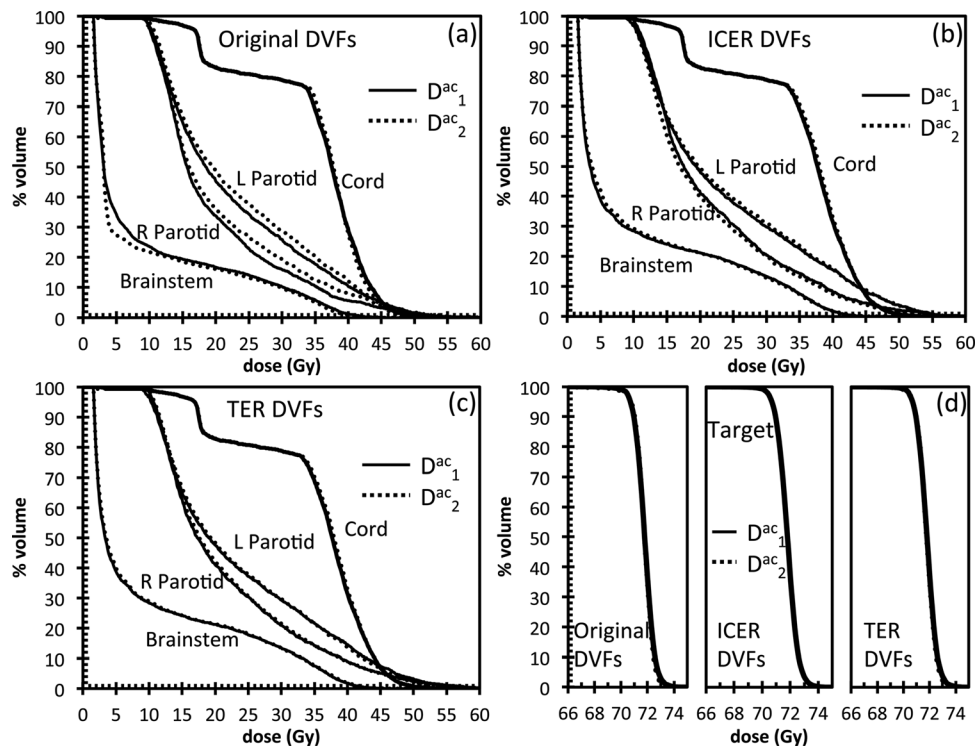 Original DVFs
(a)
D^ac_1
D^ac_2
L Parotid
Cord
R Parotid
Brainstem
% volume
100
90
80
70
60
50
40
30
20
10
0
0 5 10 15 20 25 30 35 40 45 50 55 60
dose (Gy)
ICER DVFs
(b)
D^ac_1
D^ac_2
L Parotid
Cord
R Parotid
Brainstem
% volume
100
90
80
70
60
50
40
30
20
10
0
0 5 10 15 20 25 30 35 40 45 50 55 60
dose (Gy)
TER DVFs
(c)
D^ac_1
D^ac_2
Cord
L Parotid
R Parotid
Brainstem
% volume
100
90
80
70
60
50
40
30
20
10
0
0 5 10 15 20 25 30 35 40 45 50 55 60
dose (Gy)
(d)
Target
D^ac_1
D^ac_2
Original DVFs
ICER DVFs
TER DVFs
% volume
100
90
80
70
60
50
40
30
20
10
0
66 68 70 72 74
66 68 70 72 74
66 68 70 72 74
dose (Gy)